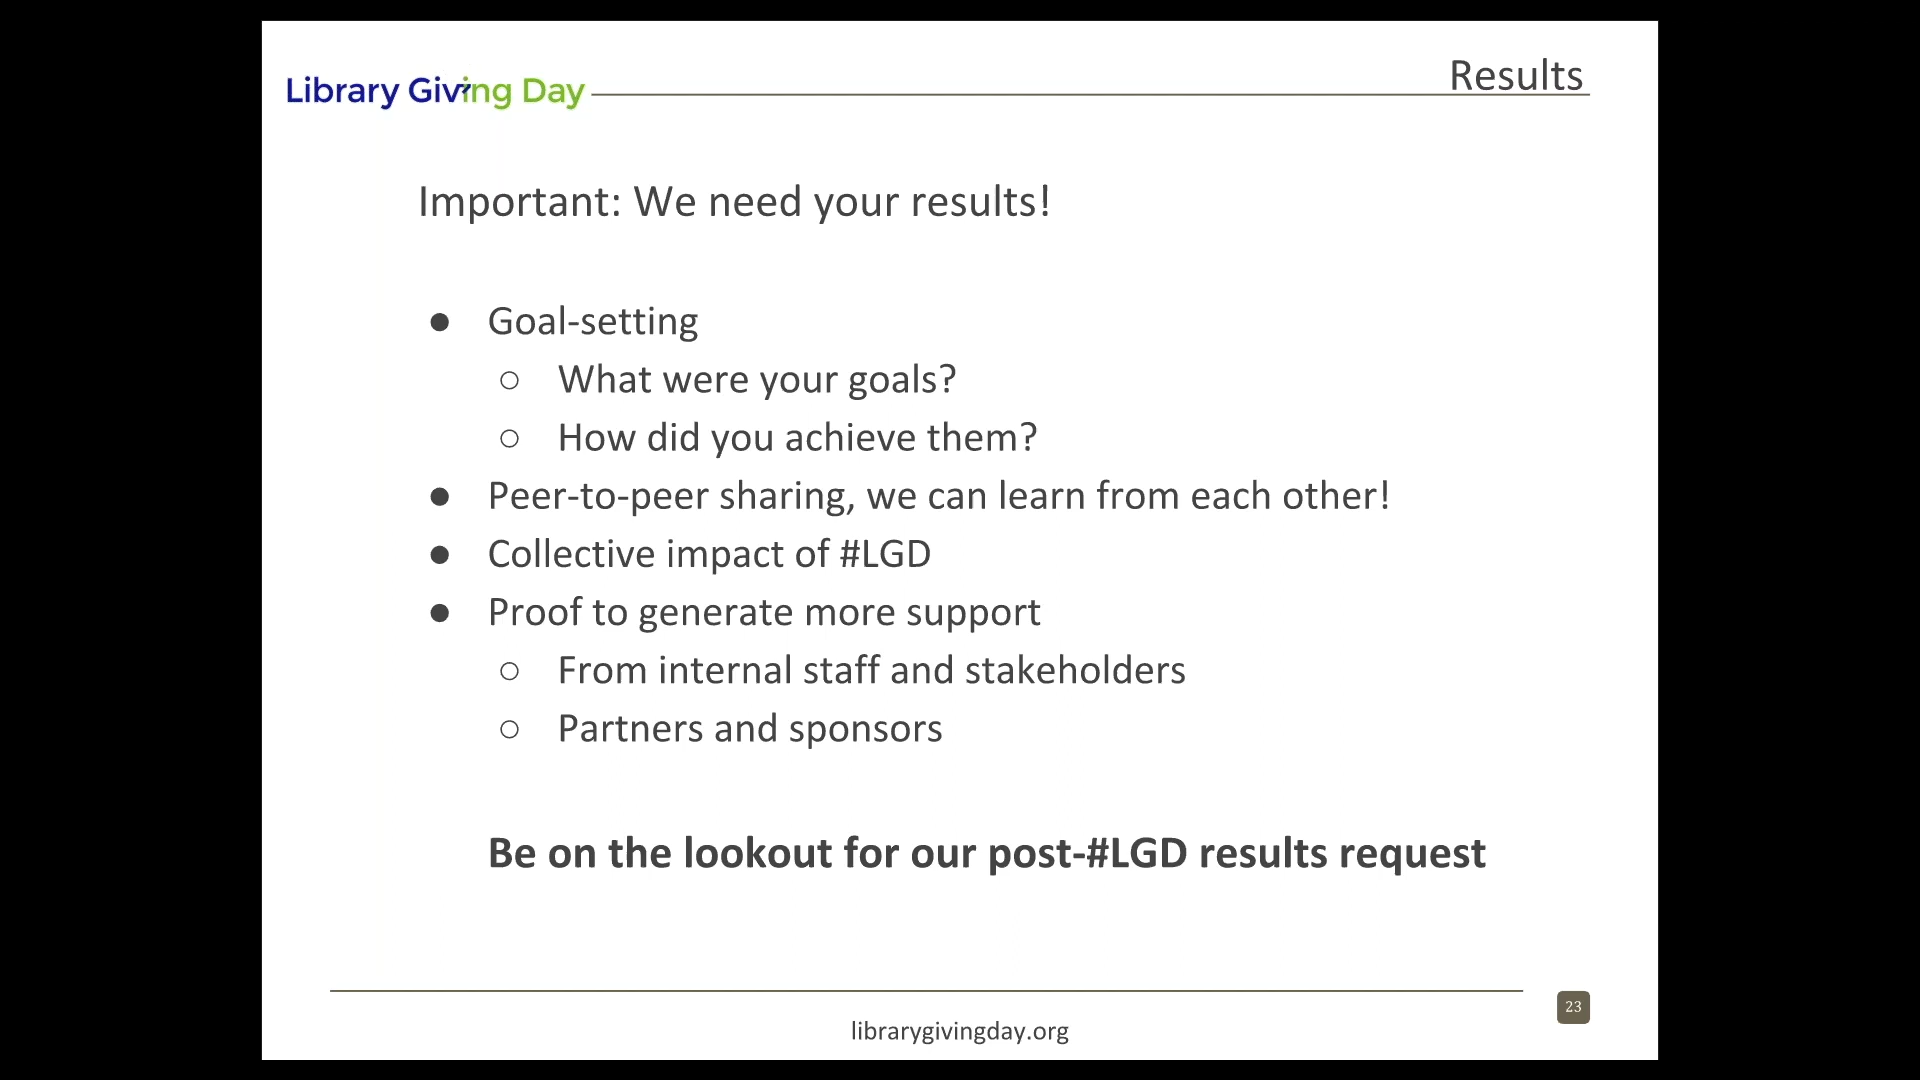 Library Giving Day
Results
Important: We need your results!
● Goal-setting
○ What were your goals?
○ How did you achieve them?
● Peer-to-peer sharing, we can learn from each other!
● Collective impact of #LGD
● Proof to generate more support
○ From internal staff and stakeholders
○ Partners and sponsors
Be on the lookout for our post-#LGD results request
23
librarygivingday.org